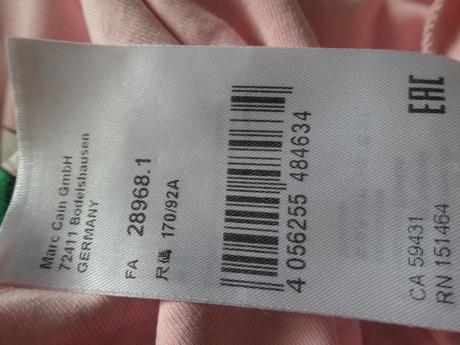 Marc Cain GmbH
72411 Bodelshausen
GERMANY
FA 28968.1
尺碼 170/92A
4 056255 484634
EAC
CA 59431
RN 151464